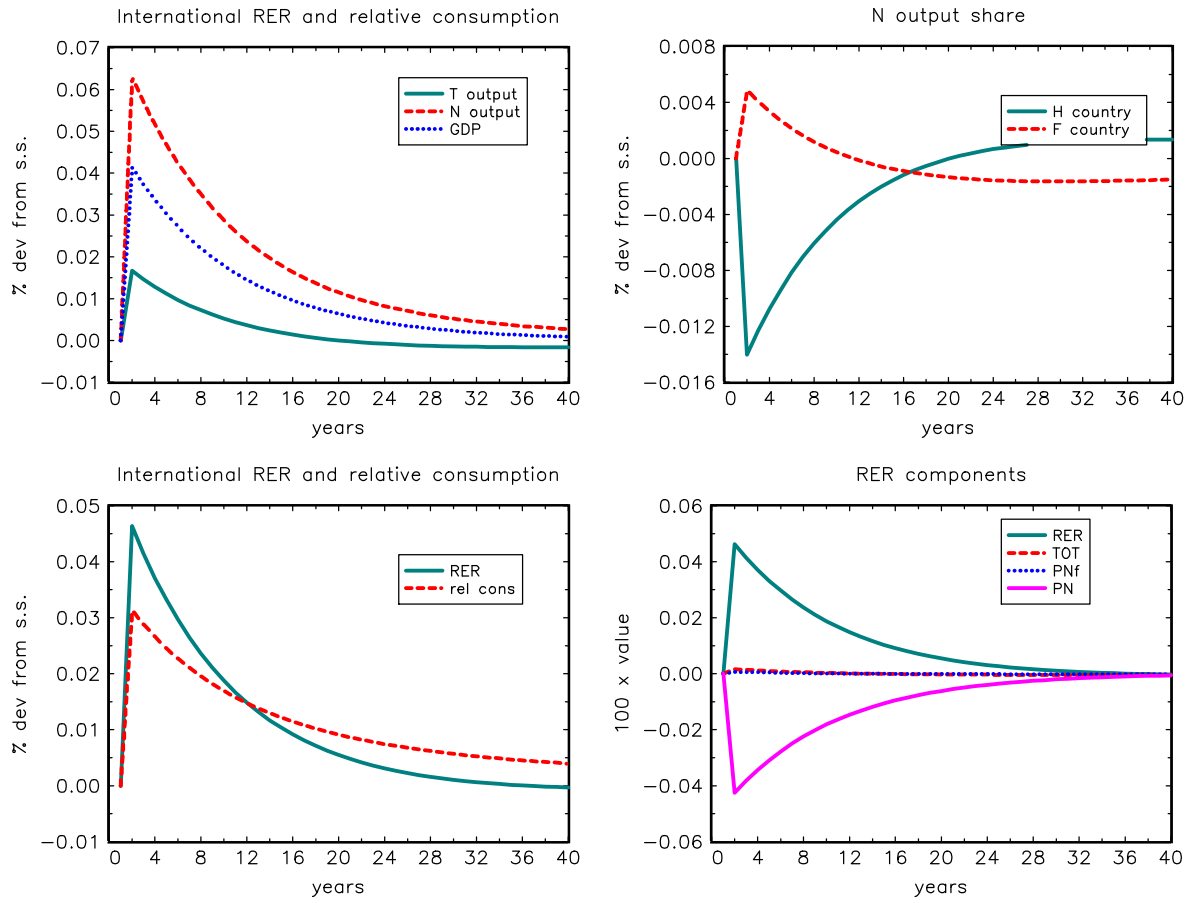 International RER and relative consumption
0.07
0.06
0.05
0.04
0.03
0.02
0.01
0.00
−0.01
% dev from s.s.
T output
N output
GDP
0 4 8 12 16 20 24 28 32 36 40
years
N output share
0.008
0.004
0.000
−0.004
−0.008
−0.012
−0.016
% dev from s.s.
H country
F country
0 4 8 12 16 20 24 28 32 36 40
years
International RER and relative consumption
0.05
0.04
0.03
0.02
0.01
0.00
−0.01
% dev from s.s.
RER
rel cons
0 4 8 12 16 20 24 28 32 36 40
years
RER components
0.06
0.04
0.02
0.00
−0.02
−0.04
−0.06
100 x value
RER
TOT
PNf
PN
0 4 8 12 16 20 24 28 32 36 40
years